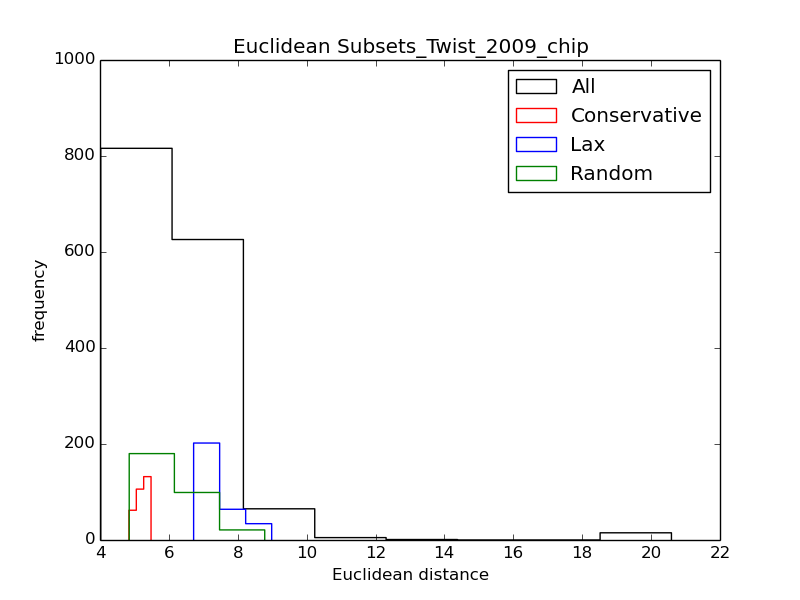 Euclidean Subsets_Twist_2009_chip
1000
800
600
400
200
0
frequency
All
Conservative
Lax
Random
4 6 8 10 12 14 16 18 20 22
Euclidean distance